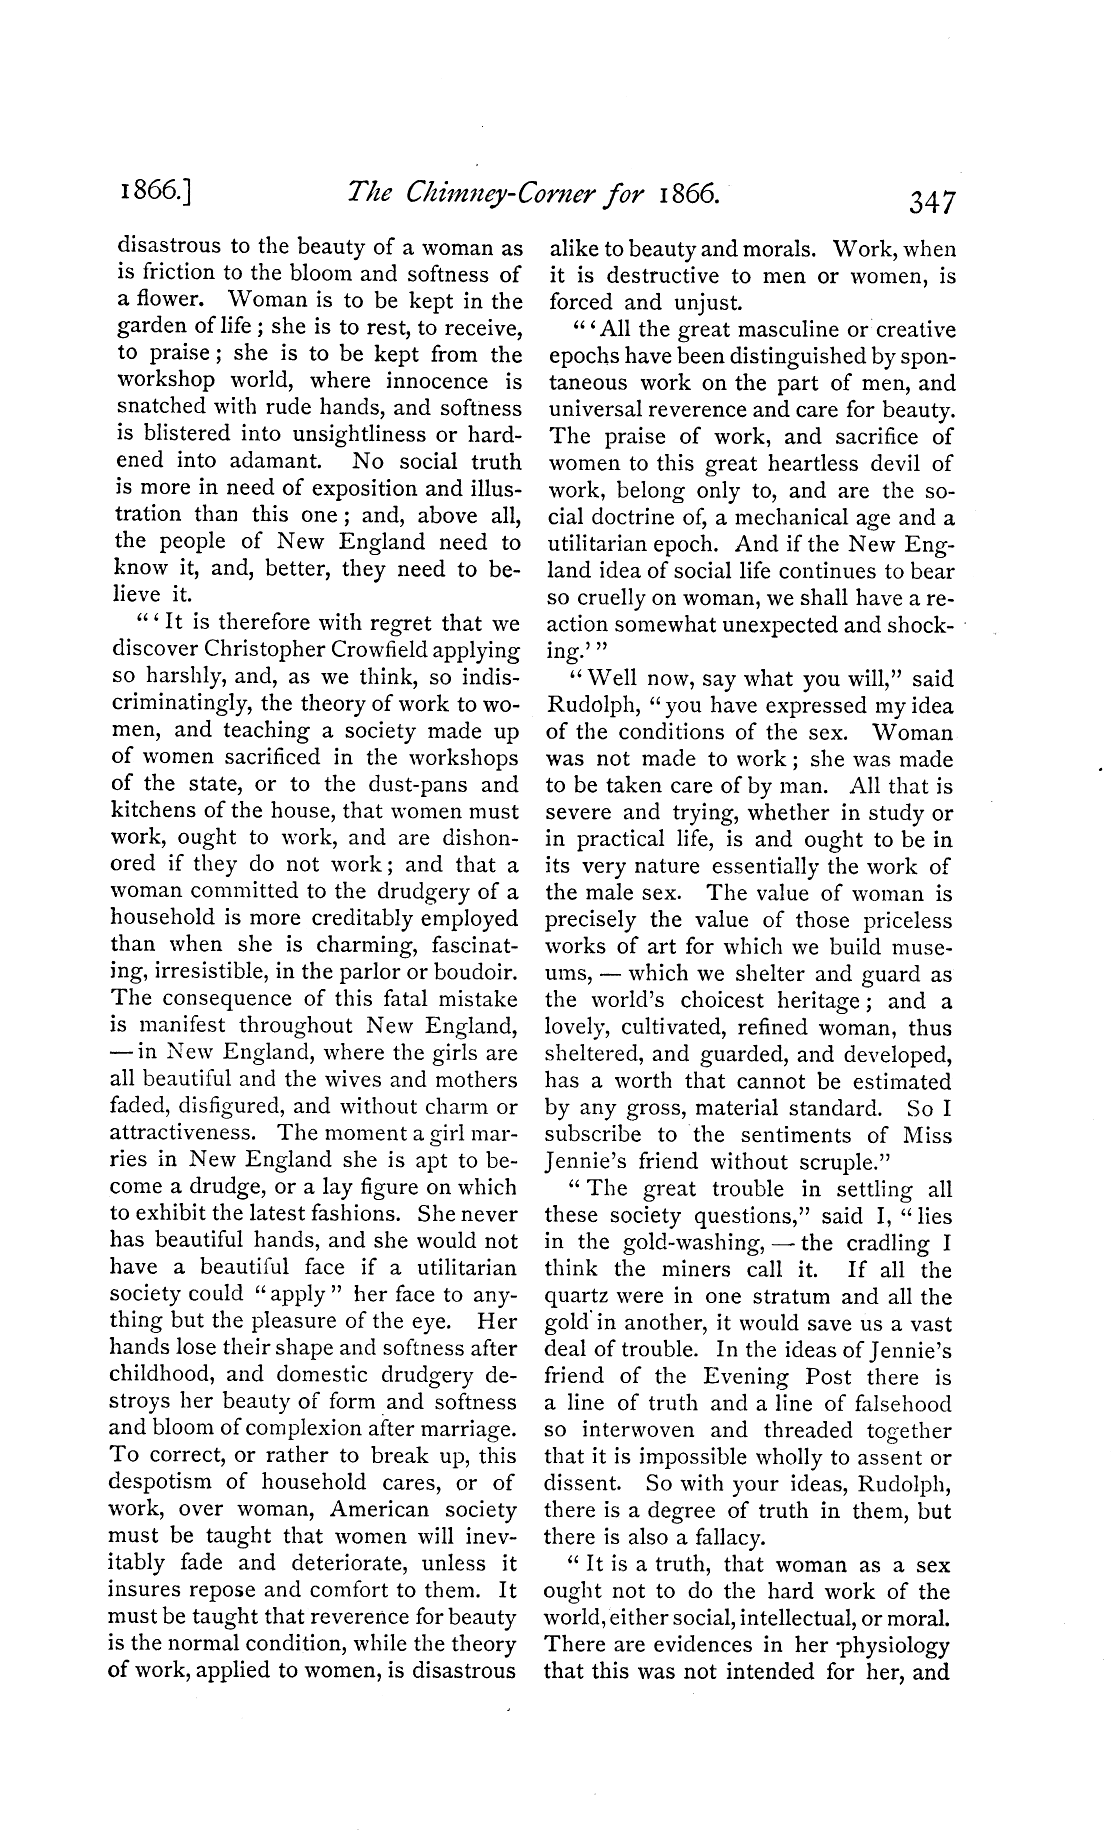 1866.] The Chimney-Corner for 1866. 347
disastrous to the beauty of a woman as
is friction to the bloom and softness of
a flower. Woman is to be kept in the
garden of life ; she is to rest, to receive,
to praise ; she is to be kept from the
workshop world, where innocence is
snatched with rude hands, and softness
is blistered into unsightliness or hard-
ened into adamant. No social truth
is more in need of exposition and illus-
tration than this one ; and, above all,
the people of New England need to
know it, and, better, they need to be-
lieve it.
"'It is therefore with regret that we
discover Christopher Crowfield applying
so harshly, and, as we think, so indis-
criminatingly, the theory of work to wo-
men, and teaching a society made up
of women sacrificed in the workshops
of the state, or to the dust-pans and
kitchens of the house, that women must
work, ought to work, and are dishon-
ored if they do not work ; and that a
woman committed to the drudgery of a
household is more creditably employed
than when she is charming, fascinat-
ing, irresistible, in the parlor or boudoir.
The consequence of this fatal mistake
is manifest throughout New England,
— in New England, where the girls are
all beautiful and the wives and mothers
faded, disfigured, and without charm or
attractiveness. The moment a girl mar-
ries in New England she is apt to be-
come a drudge, or a lay figure on which
to exhibit the latest fashions. She never
has beautiful hands, and she would not
have a beautiful face if a utilitarian
society could "apply" her face to any-
thing but the pleasure of the eye. Her
hands lose their shape and softness after
childhood, and domestic drudgery de-
stroys her beauty of form and softness
and bloom of complexion after marriage.
To correct, or rather to break up, this
despotism of household cares, or of
work, over woman, American society
must be taught that women will inev-
itably fade and deteriorate, unless it
insures repose and comfort to them. It
must be taught that reverence for beauty
is the normal condition, while the theory
of work, applied to women, is disastrous
alike to beauty and morals. Work, when
it is destructive to men or women, is
forced and unjust.
"'All the great masculine or creative
epochs have been distinguished by spon-
taneous work on the part of men, and
universal reverence and care for beauty.
The praise of work, and sacrifice of
women to this great heartless devil of
work, belong only to, and are the so-
cial doctrine of, a mechanical age and a
utilitarian epoch. And if the New Eng-
land idea of social life continues to bear
so cruelly on woman, we shall have a re-
action somewhat unexpected and shock-
ing.'"
"Well now, say what you will," said
Rudolph, "you have expressed my idea
of the conditions of the sex. Woman
was not made to work ; she was made
to be taken care of by man. All that is
severe and trying, whether in study or
in practical life, is and ought to be in
its very nature essentially the work of
the male sex. The value of woman is
precisely the value of those priceless
works of art for which we build muse-
ums, — which we shelter and guard as
the world's choicest heritage ; and a
lovely, cultivated, refined woman, thus
sheltered, and guarded, and developed,
has a worth that cannot be estimated
by any gross, material standard. So I
subscribe to the sentiments of Miss
Jennie's friend without scruple."
"The great trouble in settling all
these society questions," said I, "lies
in the gold-washing, — the cradling I
think the miners call it. If all the
quartz were in one stratum and all the
gold in another, it would save us a vast
deal of trouble. In the ideas of Jennie's
friend of the Evening Post there is
a line of truth and a line of falsehood
so interwoven and threaded together
that it is impossible wholly to assent or
dissent. So with your ideas, Rudolph,
there is a degree of truth in them, but
there is also a fallacy.
"It is a truth, that woman as a sex
ought not to do the hard work of the
world, either social, intellectual, or moral.
There are evidences in her physiology
that this was not intended for her, and